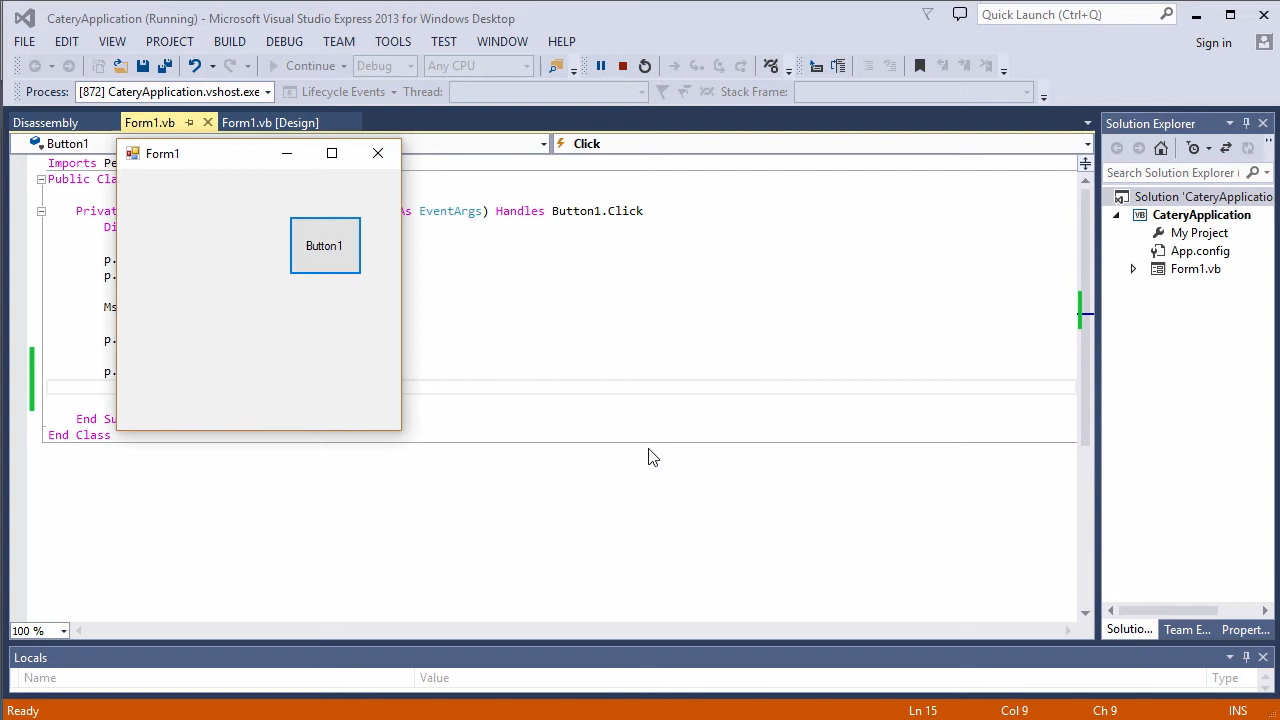 CateryApplication (Running) - Microsoft Visual Studio Express 2013 for Windows Desktop
Quick Launch (Ctrl+Q)
FILE EDIT VIEW PROJECT BUILD DEBUG TEAM TOOLS TEST WINDOW HELP
Sign in
Continue Debug Any CPU
Process: [872] CateryApplication.vshost.exe Lifecycle Events Thread: Stack Frame:
Disassembly Form1.vb Form1.vb [Design]
Button1 Click
Form1
Button1
Imports Pe
Public Cla
Privat As EventArgs) Handles Button1.Click
Di
p.
p.
Ms
p.
p.
End Su
End Class
100 %
Solution Explorer
Search Solution Explorer (
Solution 'CateryApplicatio
VB CateryApplication
My Project
App.config
Form1.vb
Solutio... Team E... Propert...
Locals
Name Value Type
Ready Ln 15 Col 9 Ch 9 INS